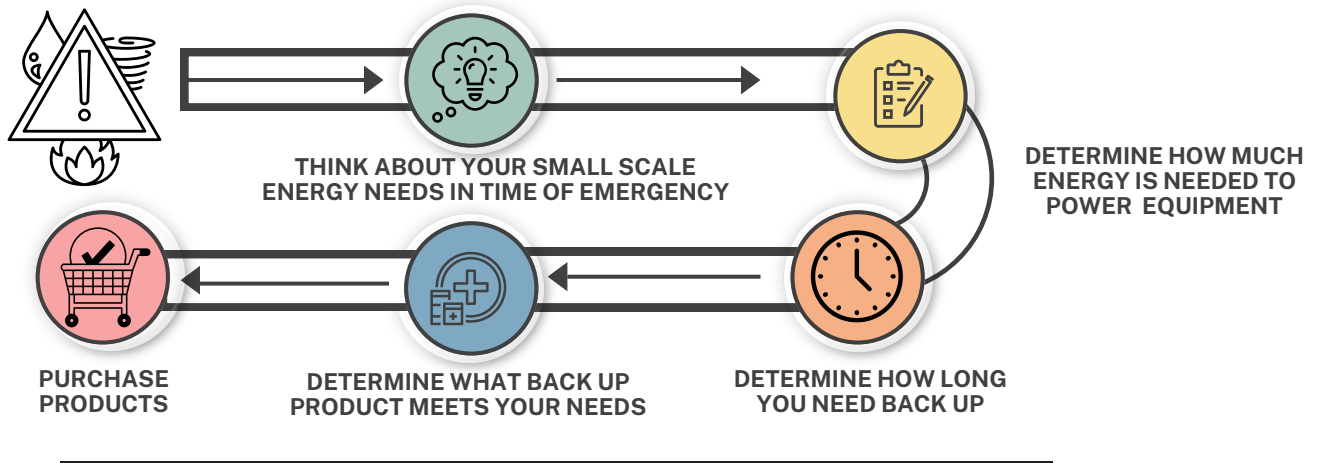 THINK ABOUT YOUR SMALL SCALE
ENERGY NEEDS IN TIME OF EMERGENCY
DETERMINE HOW MUCH
ENERGY IS NEEDED TO
POWER EQUIPMENT
DETERMINE HOW LONG
YOU NEED BACK UP
DETERMINE WHAT BACK UP
PRODUCT MEETS YOUR NEEDS
PURCHASE
PRODUCTS